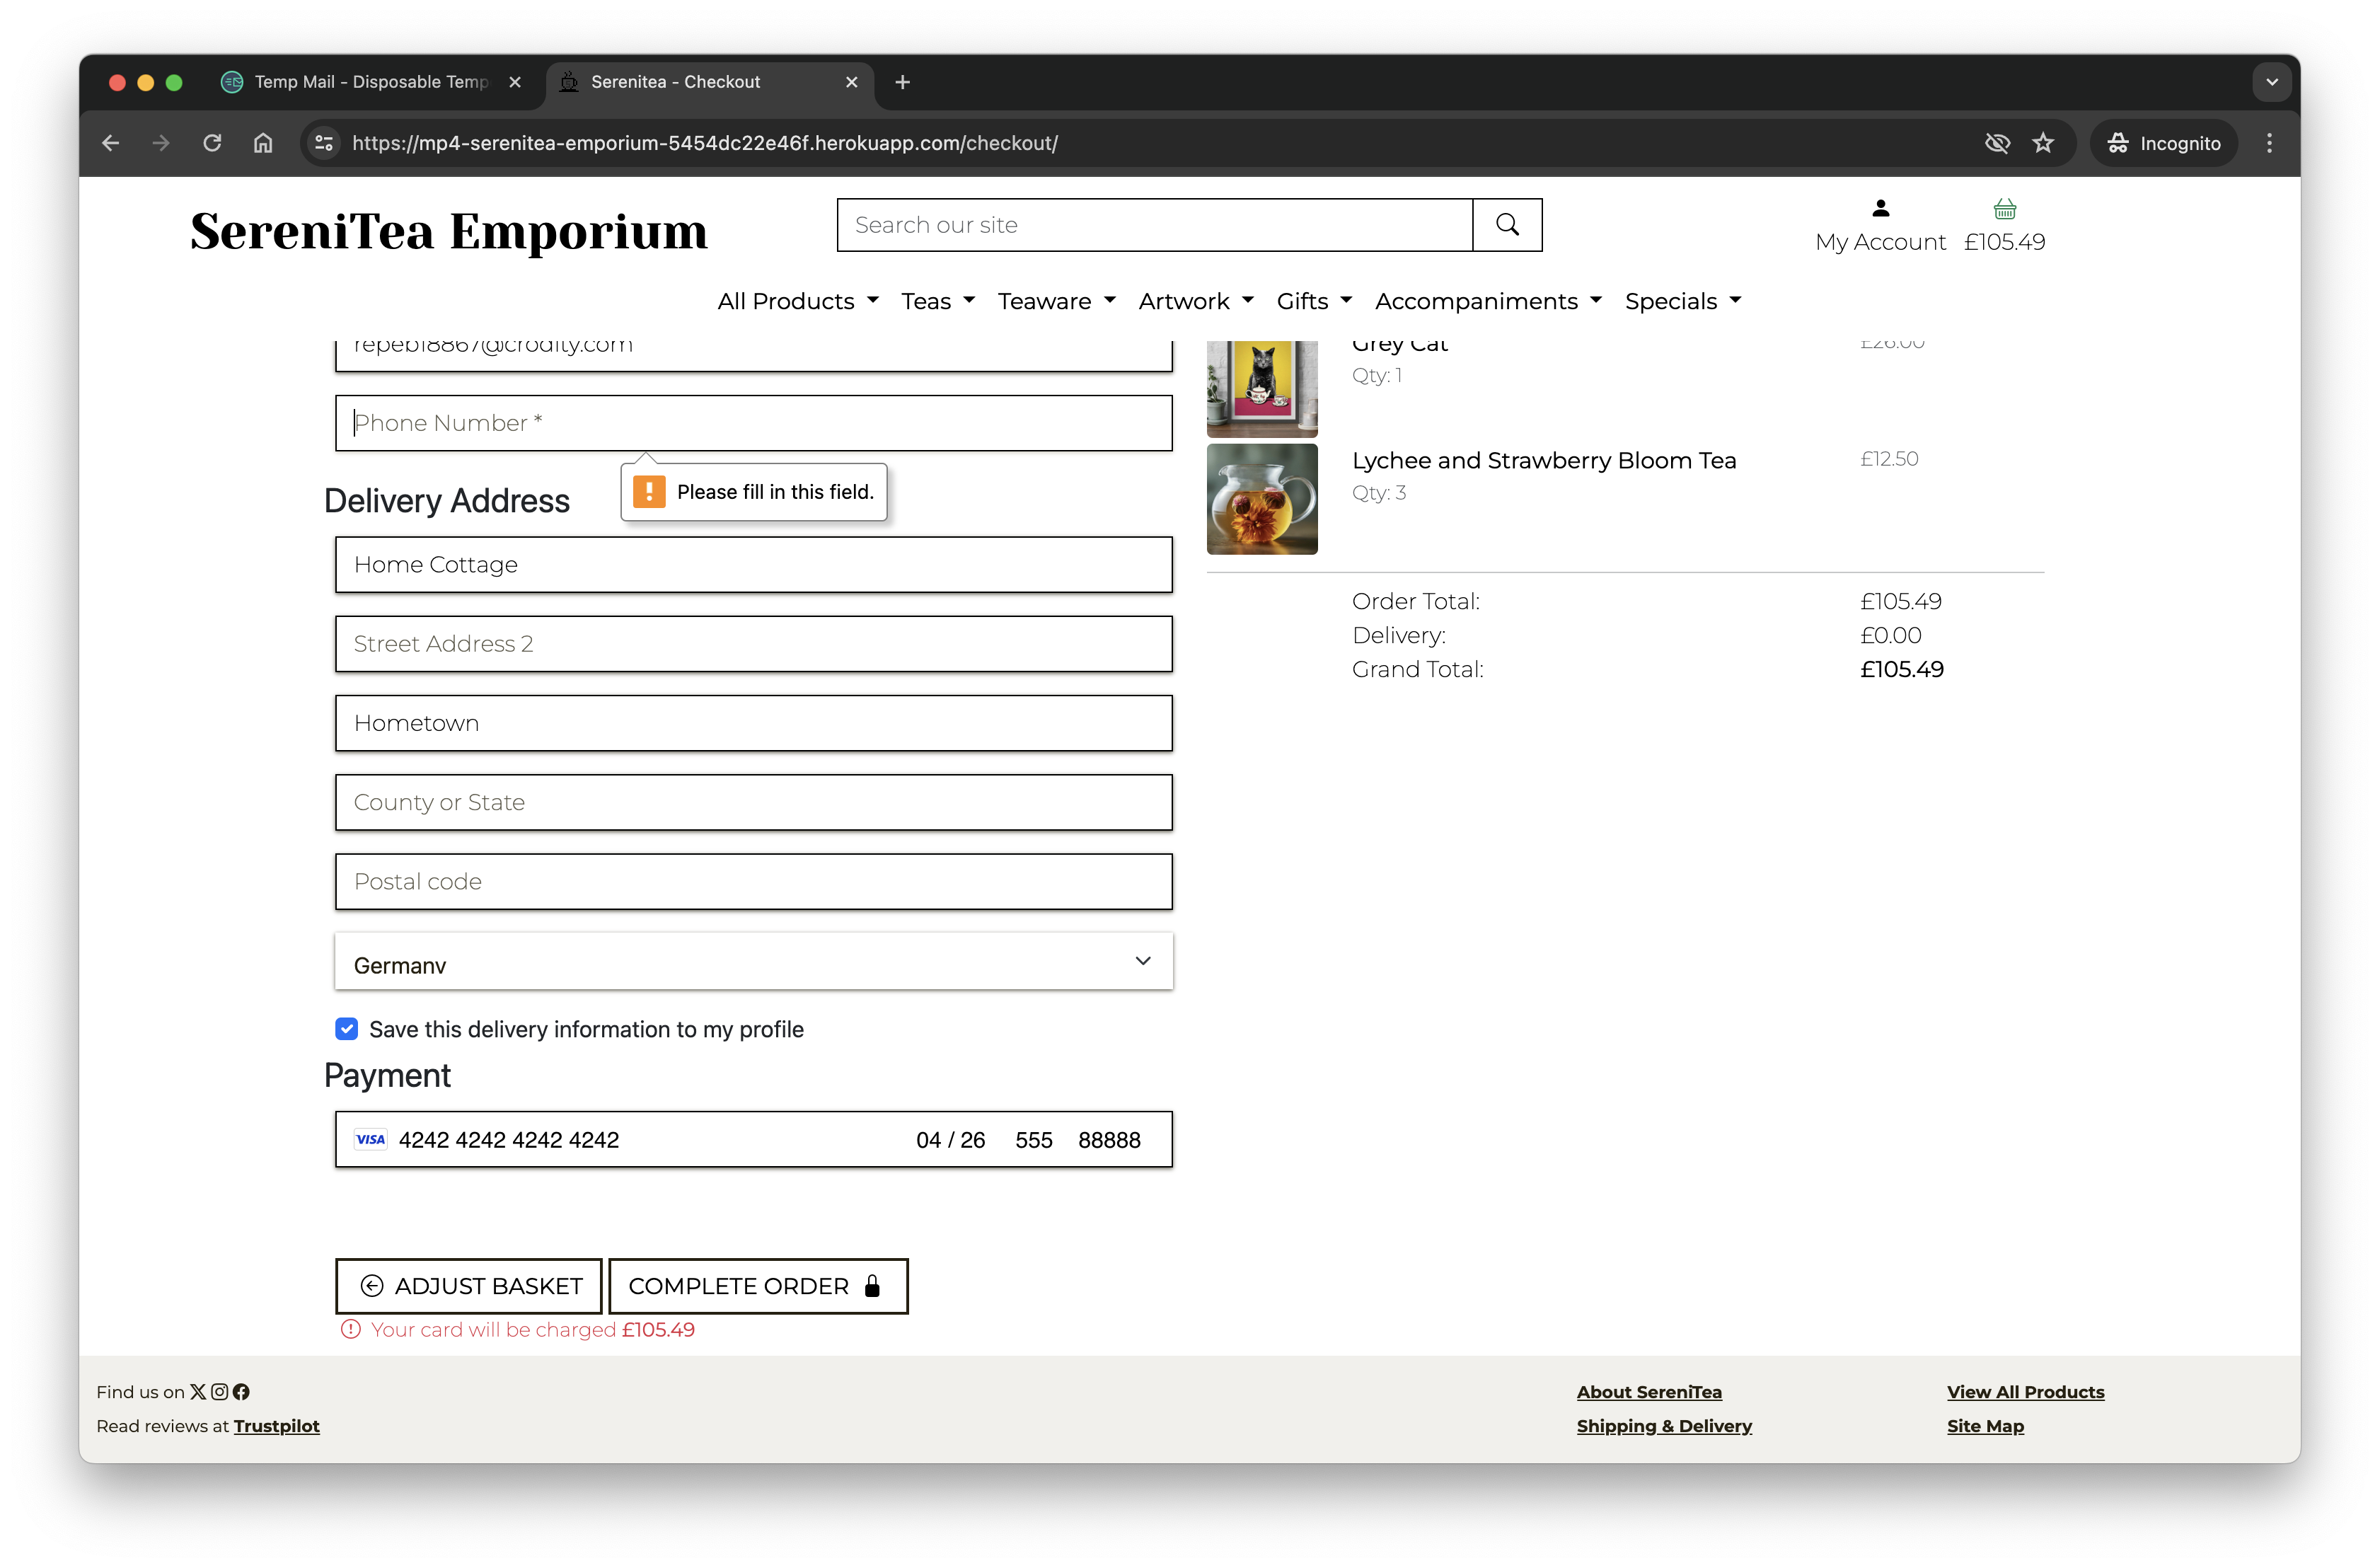 Temp Mail - Disposable Temp
Serenitea - Checkout
https://mp4-serenitea-emporium-5454dc22e46f.herokuapp.com/checkout/
Incognito
SereniTea Emporium
Search our site
My Account
£105.49
All Products
Teas
Teaware
Artwork
Gifts
Accompaniments
Specials
Phone Number *
Please fill in this field.
Delivery Address
Home Cottage
Street Address 2
Hometown
County or State
Postal code
Germany
Save this delivery information to my profile
Payment
VISA 4242 4242 4242 4242 04 / 26 555 88888
ADJUST BASKET
COMPLETE ORDER
Your card will be charged £105.49
Grey Cat £26.00
Qty: 1
Lychee and Strawberry Bloom Tea £12.50
Qty: 3
Order Total: £105.49
Delivery: £0.00
Grand Total: £105.49
Find us on
Read reviews at Trustpilot
About SereniTea
Shipping & Delivery
View All Products
Site Map